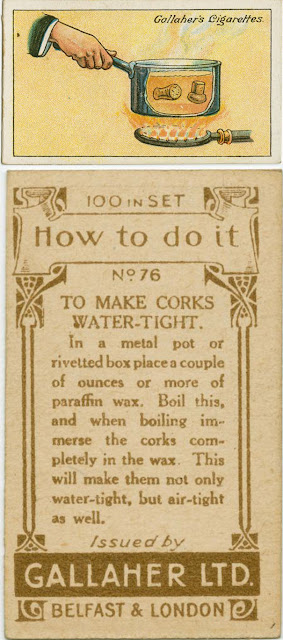 Gallaher's Cigarettes.
100 IN SET
How to do it
No 76
TO MAKE CORKS
WATER-TIGHT.
In a metal pot or
rivetted box place a couple
of ounces or more of
paraffin wax. Boil this,
and when boiling im-
merse the corks com-
pletely in the wax. This
will make them not only
water-tight, but air-tight
as well.
Issued by
GALLAHER LTD.
BELFAST & LONDON